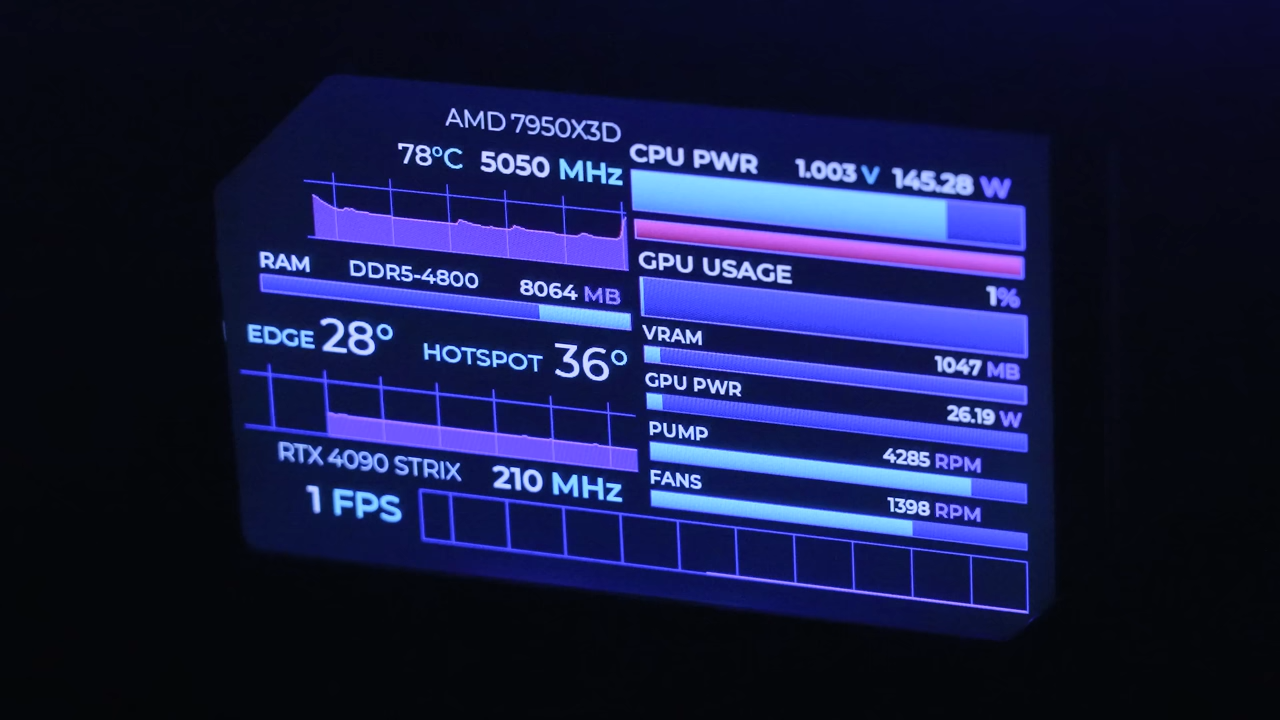 AMD 7950X3D
78°C 5050 MHz
CPU PWR 1.003 V 145.28 W
RAM DDR5-4800 8064 MB
GPU USAGE
1%
EDGE 28° HOTSPOT 36°
VRAM
1047 MB
GPU PWR
26.19 W
PUMP
4285 RPM
RTX 4090 STRIX 210 MHz
FANS
1398 RPM
1 FPS